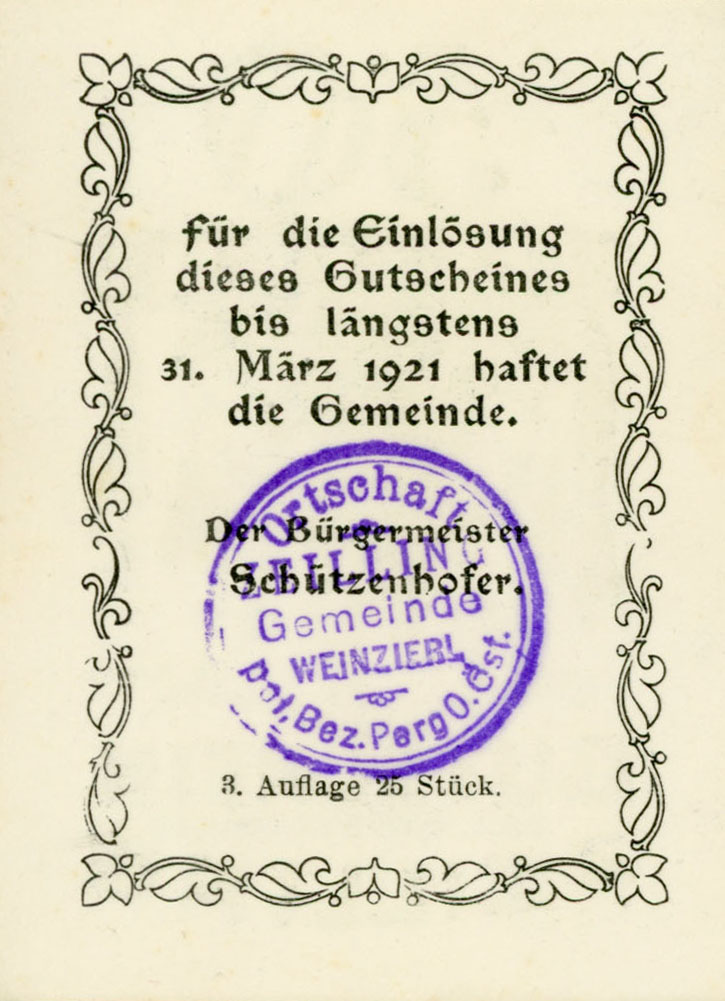 für die Einlösung
dieses Gutscheines
bis längstens
31. März 1921 haftet
die Gemeinde.
Der Bürgermeister
Schützenhofer.
Ortschaft
ZEILLING
Gemeinde
WEINZIERL
pol. Bez. Perg O. Öst.
3. Auflage 25 Stück.